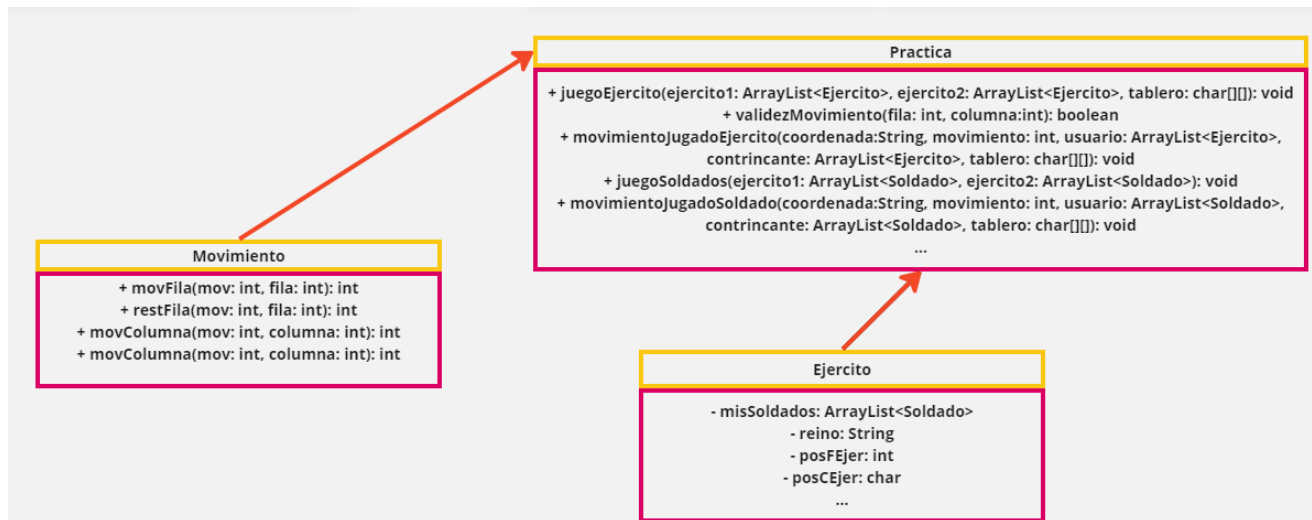 Practica
+ juegoEjercito(ejercito1: ArrayList<Ejercito>, ejercito2: ArrayList<Ejercito>, tablero: char[][]): void
+ validezMovimiento(fila: int, columna:int): boolean
+ movimientoJugadoEjercito(coordenada:String, movimiento: int, usuario: ArrayList<Ejercito>,
contrincante: ArrayList<Ejercito>, tablero: char[][]): void
+ juegoSoldados(ejercito1: ArrayList<Soldado>, ejercito2: ArrayList<Soldado>): void
+ movimientoJugadoSoldado(coordenada:String, movimiento: int, usuario: ArrayList<Soldado>,
contrincante: ArrayList<Soldado>, tablero: char[][]): void
...
Movimiento
+ movFila(mov: int, fila: int): int
+ restFila(mov: int, fila: int): int
+ movColumna(mov: int, columna: int): int
+ movColumna(mov: int, columna: int): int
Ejercito
- misSoldados: ArrayList<Soldado>
- reino: String
- posFEjer: int
- posCEjer: char
...